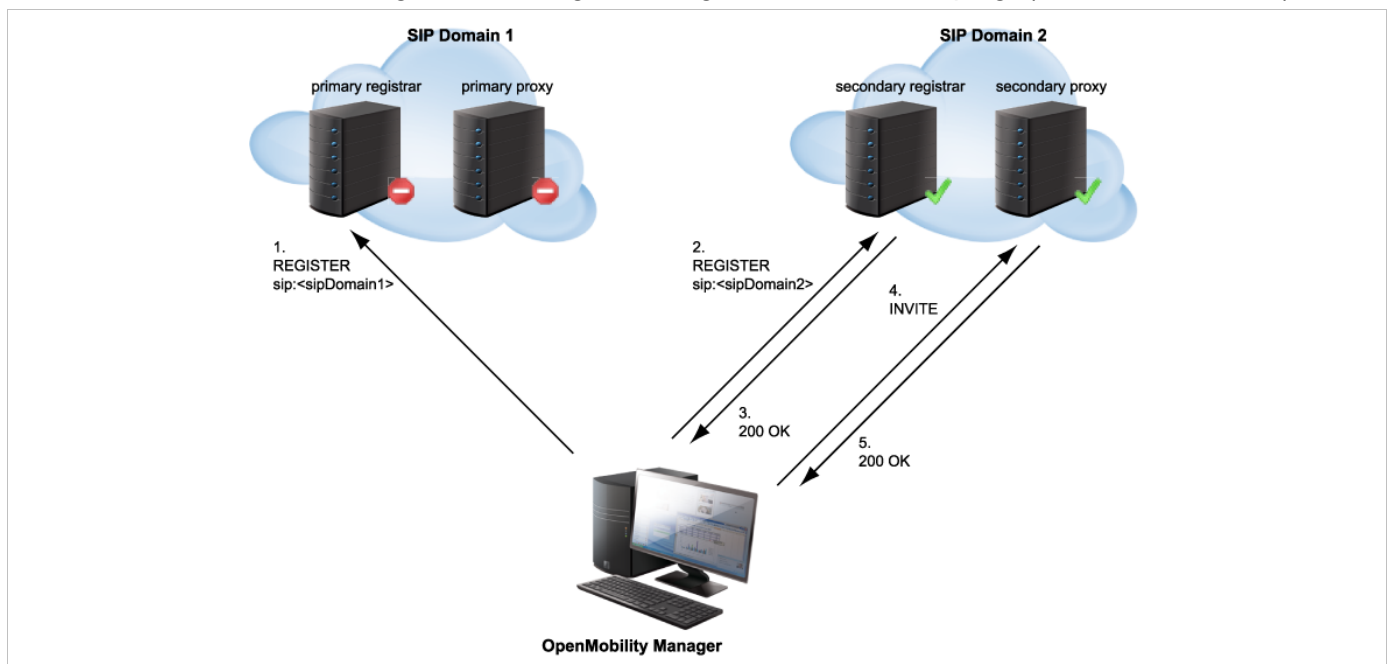 SIP Domain 1
SIP Domain 2
primary registrar
primary proxy
secondary registrar
secondary proxy
1.
REGISTER
sip:<sipDomain1>
2.
REGISTER
sip:<sipDomain2>
4.
INVITE
3.
200 OK
5.
200 OK
OpenMobility Manager